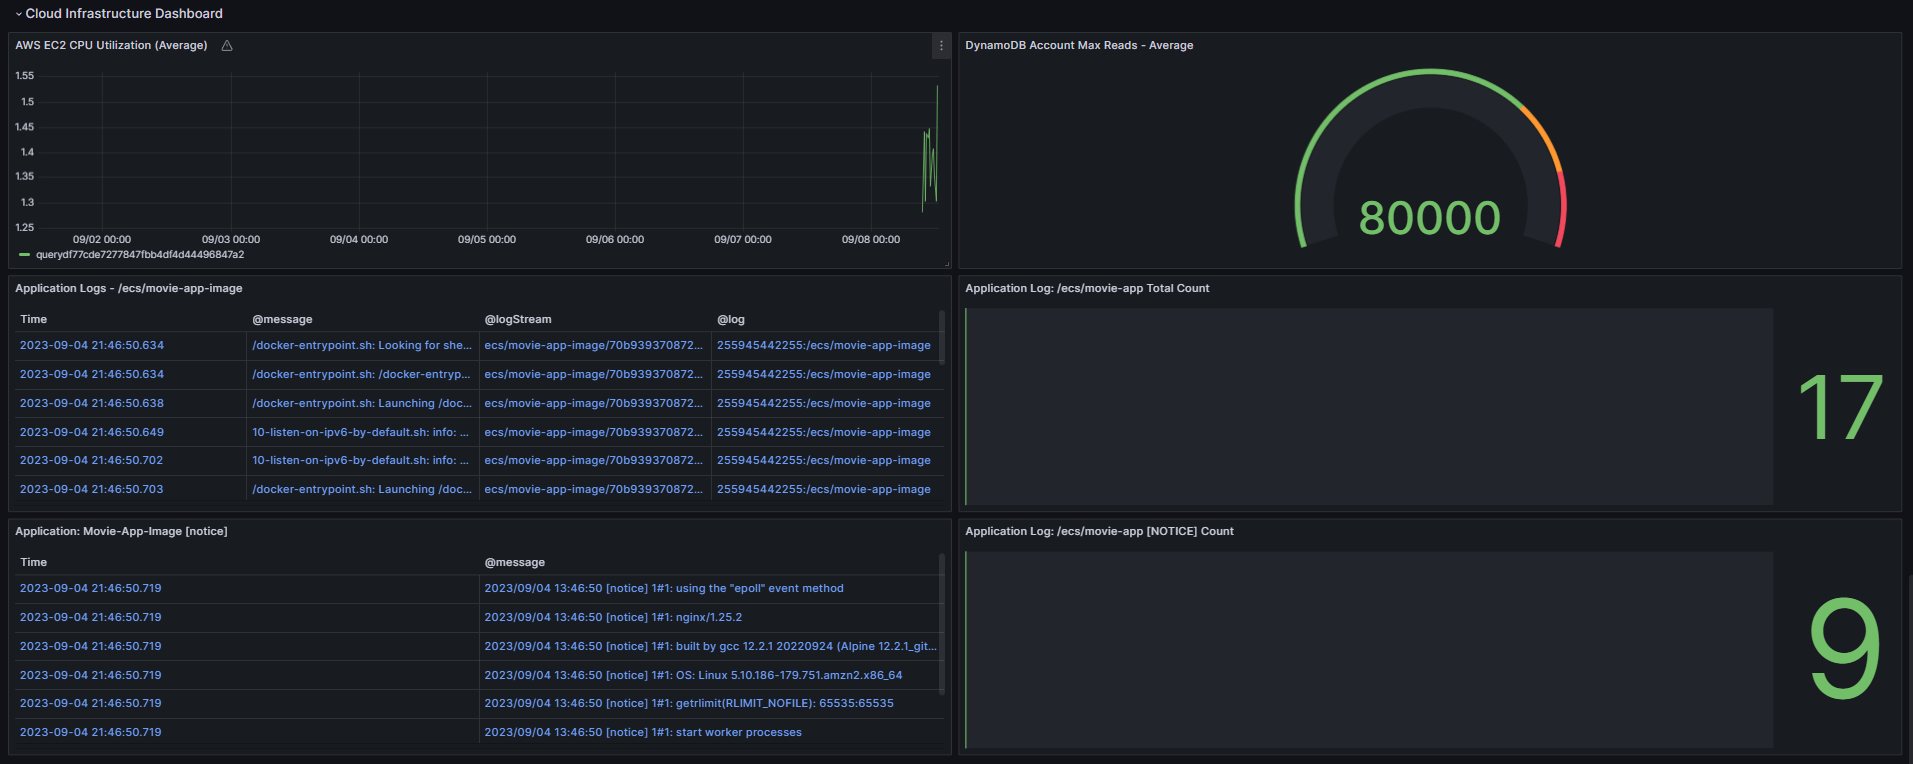 Cloud Infrastructure Dashboard
AWS EC2 CPU Utilization (Average)
1.55
1.5
1.45
1.4
1.35
1.3
1.25
09/02 00:00 09/03 00:00 09/04 00:00 09/05 00:00 09/06 00:00 09/07 00:00 09/08 00:00
querydf77cde7277847fbb4df4d44496847a2
DynamoDB Account Max Reads - Average
80000
Application Logs - /ecs/movie-app-image
Time @message @logStream @log
2023-09-04 21:46:50.634 /docker-entrypoint.sh: Looking for she... ecs/movie-app-image/70b939370872... 255945442255:/ecs/movie-app-image
2023-09-04 21:46:50.634 /docker-entrypoint.sh: /docker-entryp... ecs/movie-app-image/70b939370872... 255945442255:/ecs/movie-app-image
2023-09-04 21:46:50.638 /docker-entrypoint.sh: Launching /doc... ecs/movie-app-image/70b939370872... 255945442255:/ecs/movie-app-image
2023-09-04 21:46:50.649 10-listen-on-ipv6-by-default.sh: info: ... ecs/movie-app-image/70b939370872... 255945442255:/ecs/movie-app-image
2023-09-04 21:46:50.702 10-listen-on-ipv6-by-default.sh: info: ... ecs/movie-app-image/70b939370872... 255945442255:/ecs/movie-app-image
2023-09-04 21:46:50.703 /docker-entrypoint.sh: Launching /doc... ecs/movie-app-image/70b939370872... 255945442255:/ecs/movie-app-image
Application Log: /ecs/movie-app Total Count
17
Application: Movie-App-Image [notice]
Time @message
2023-09-04 21:46:50.719 2023/09/04 13:46:50 [notice] 1#1: using the "epoll" event method
2023-09-04 21:46:50.719 2023/09/04 13:46:50 [notice] 1#1: nginx/1.25.2
2023-09-04 21:46:50.719 2023/09/04 13:46:50 [notice] 1#1: built by gcc 12.2.1 20220924 (Alpine 12.2.1_git...
2023-09-04 21:46:50.719 2023/09/04 13:46:50 [notice] 1#1: OS: Linux 5.10.186-179.751.amzn2.x86_64
2023-09-04 21:46:50.719 2023/09/04 13:46:50 [notice] 1#1: getrlimit(RLIMIT_NOFILE): 65535:65535
2023-09-04 21:46:50.719 2023/09/04 13:46:50 [notice] 1#1: start worker processes
Application Log: /ecs/movie-app [NOTICE] Count
9